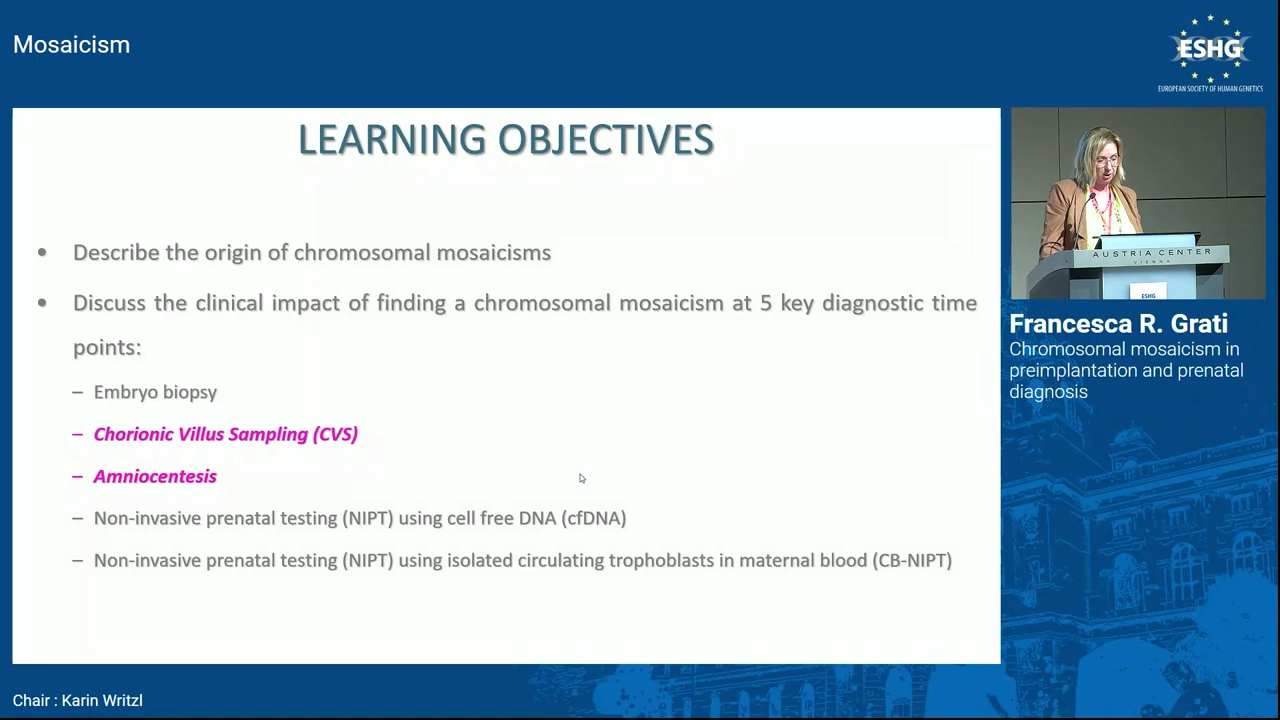 Mosaicism
ESHG
EUROPEAN SOCIETY OF HUMAN GENETICS
LEARNING OBJECTIVES
• Describe the origin of chromosomal mosaicisms
• Discuss the clinical impact of finding a chromosomal mosaicism at 5 key diagnostic time
points:
– Embryo biopsy
– Chorionic Villus Sampling (CVS)
– Amniocentesis
– Non-invasive prenatal testing (NIPT) using cell free DNA (cfDNA)
– Non-invasive prenatal testing (NIPT) using isolated circulating trophoblasts in maternal blood (CB-NIPT)
AUSTRIA CENTER
VIENNA
ESHG
Francesca R. Grati
Chromosomal mosaicism in
preimplantation and prenatal
diagnosis
Chair : Karin Writzl